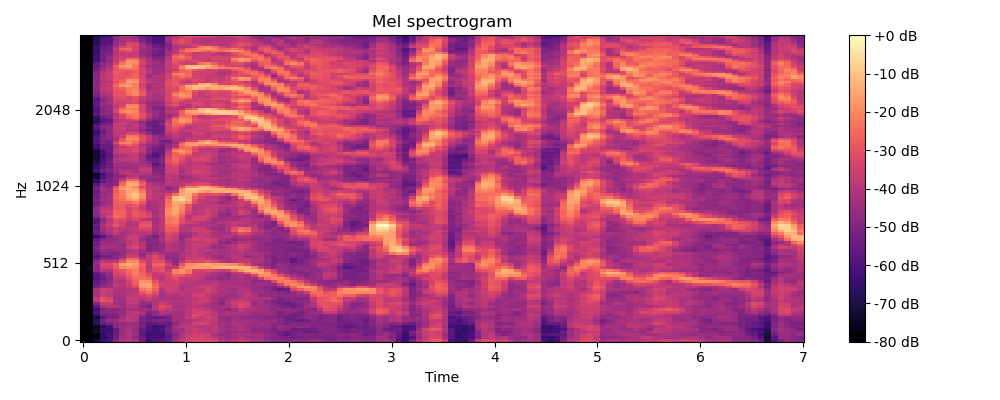 Mel spectrogram
Hz
2048
1024
512
0
0 1 2 3 4 5 6 7
Time
+0 dB
-10 dB
-20 dB
-30 dB
-40 dB
-50 dB
-60 dB
-70 dB
-80 dB